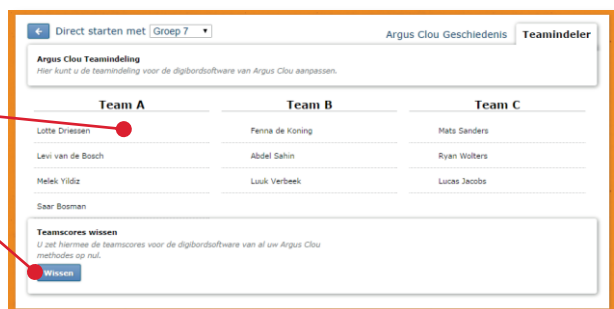 Direct starten met Groep 7
Argus Clou Geschiedenis Teamindeler
Argus Clou Teamindeling
Hier kunt u de teamindeling voor de digibordsoftware van Argus Clou aanpassen.
Team A Team B Team C
Lotte Driessen Fenna de Koning Mats Sanders
Levi van de Bosch Abdel Sahin Ryan Wolters
Melek Yildiz Luuk Verbeek Lucas Jacobs
Saar Bosman
Teamscores wissen
U zet hiermee de teamscores voor de digibordsoftware van al uw Argus Clou
methodes op nul.
Wissen